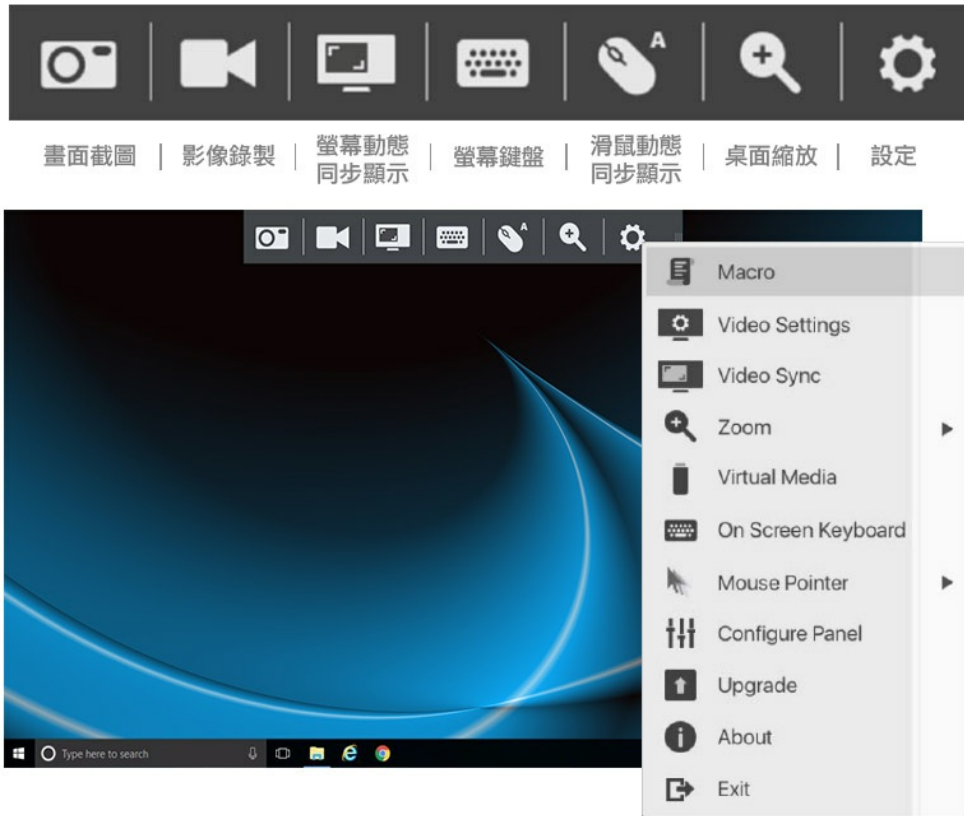 A
畫面截圖 | 影像錄製 | 螢幕動態 同步顯示 | 螢幕鍵盤 | 滑鼠動態 同步顯示 | 桌面縮放 | 設定
A
Macro
Video Settings
Video Sync
Zoom
Virtual Media
On Screen Keyboard
Mouse Pointer
Configure Panel
Upgrade
About
Exit
Type here to search